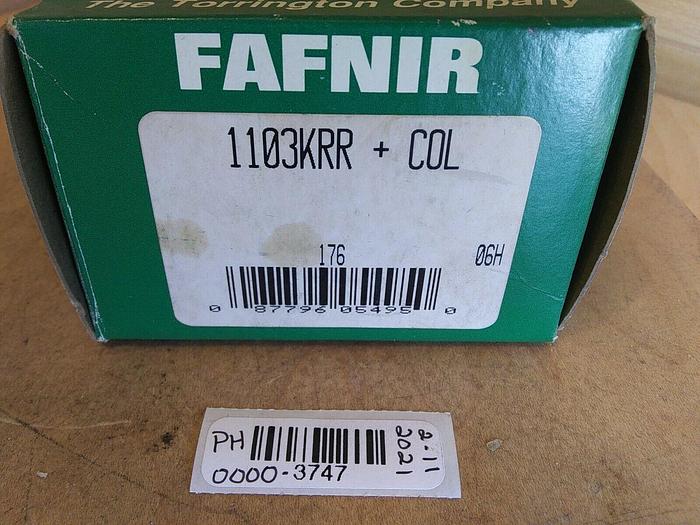 The Torrington Company
FAFNIR
1103KRR + COL
176 06H
0 87796 05495 0
PH
0000-3747
2-11
2021